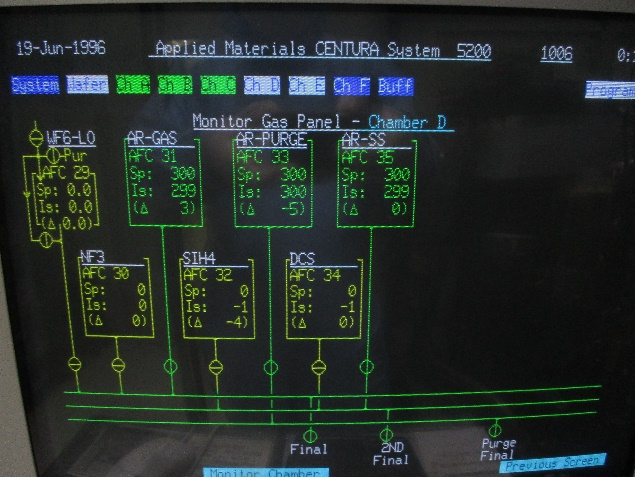 19-Jun-1996 Applied Materials CENTURA System 5200 1006 0:
System Wafer Ch A Ch B Ch C Ch D Ch E Ch F Buff Program
Monitor Gas Panel - Chamber D
WF6-LO AR-GAS AR-PURGE AR-SS
Pur
AFC 29 AFC 31 AFC 33 AFC 35
Sp: 0.0 Sp: 300 Sp: 300 Sp: 300
Is: 0.0 Is: 299 Is: 300 Is: 299
(Δ 0.0) (Δ 3) (Δ -5) (Δ 0)
NF3 SIH4 DCS
AFC 30 AFC 32 AFC 34
Sp: 0 Sp: 0 Sp: 0
Is: 0 Is: -1 Is: -1
(Δ 0) (Δ -4) (Δ 0)
Final 2ND Final Purge Final
Monitor Chamber Previous Screen